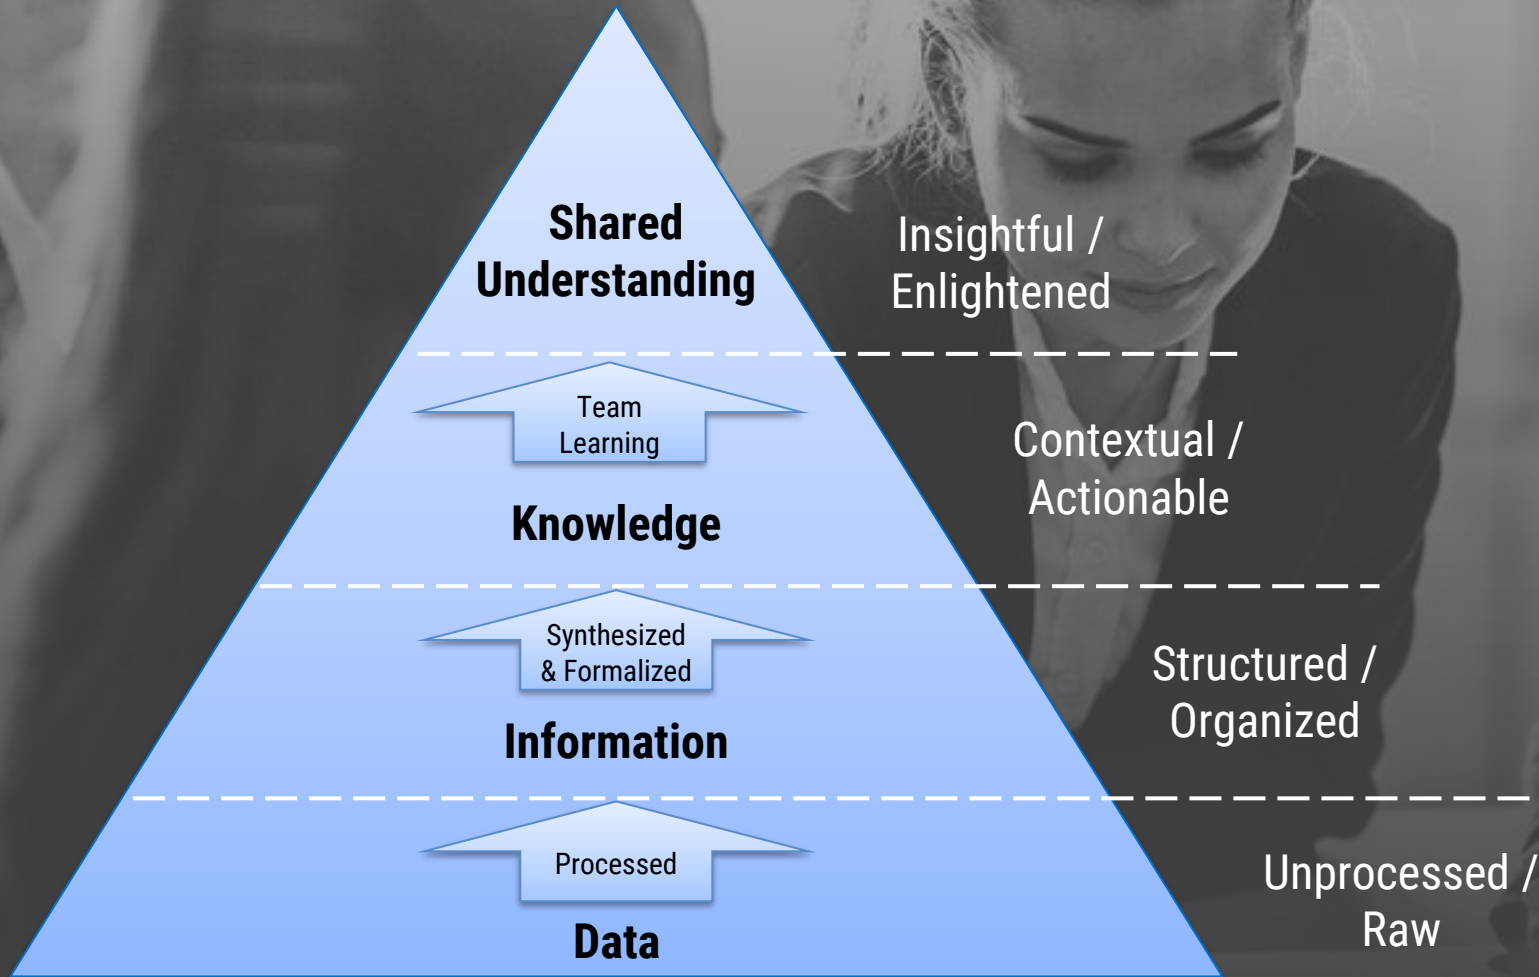 Shared
Understanding
Insightful /
Enlightened
Team
Learning
Contextual /
Actionable
Knowledge
Synthesized
& Formalized
Structured /
Organized
Information
Processed
Unprocessed /
Raw
Data